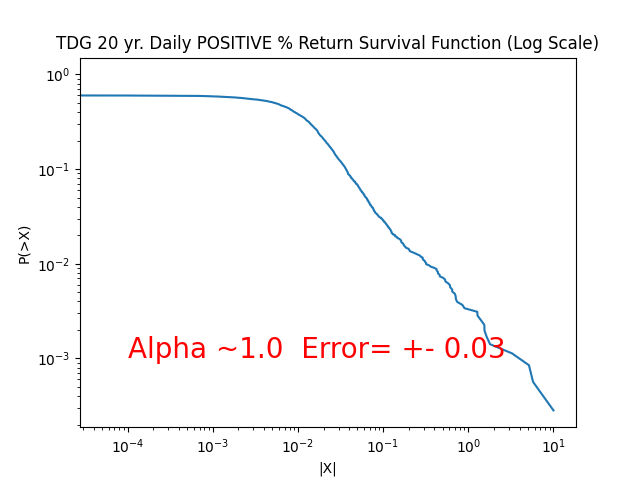 TDG 20 yr. Daily POSITIVE % Return Survival Function (Log Scale)
10⁰
10⁻¹
10⁻²
10⁻³
P(>X)
Alpha ~1.0  Error= +- 0.03
10⁻⁴ 10⁻³ 10⁻² 10⁻¹ 10⁰ 10¹
|X|